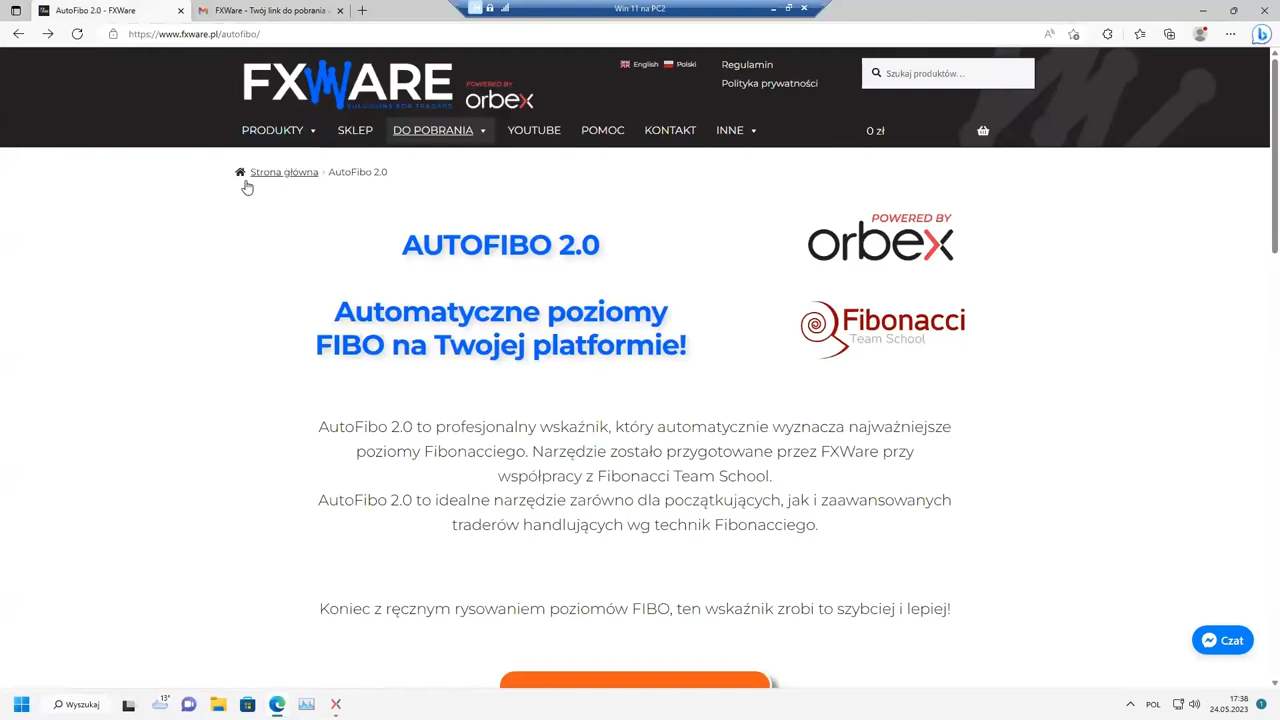 AutoFibo 2.0 - FXWare
FXWare - Twój link do pobrania
Win 11 na PC2
https://www.fxware.pl/autofibo/
FXWARE
SOLUTIONS FOR TRADERS
POWERED BY
orbex
English
Polski
Regulamin
Polityka prywatności
Szukaj produktów…
PRODUKTY
SKLEP
DO POBRANIA
YOUTUBE
POMOC
KONTAKT
INNE
0 zł
Strona główna
AutoFibo 2.0
AUTOFIBO 2.0
POWERED BY
orbex
Automatyczne poziomy
FIBO na Twojej platformie!
Fibonacci
Team School
AutoFibo 2.0 to profesjonalny wskaźnik, który automatycznie wyznacza najważniejsze
poziomy Fibonacciego. Narzędzie zostało przygotowane przez FXWare przy
współpracy z Fibonacci Team School.
AutoFibo 2.0 to idealne narzędzie zarówno dla początkujących, jak i zaawansowanych
traderów handlujących wg technik Fibonacciego.
Koniec z ręcznym rysowaniem poziomów FIBO, ten wskaźnik zrobi to szybciej i lepiej!
Czat
Wyszukaj
13°
POL
17:38
24.05.2023
1